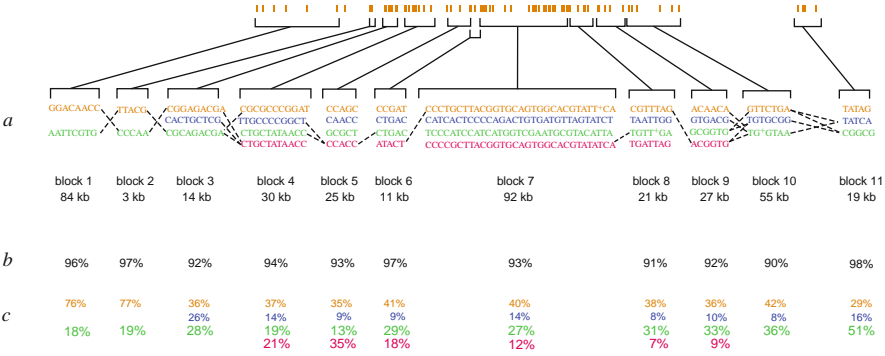 GGACAACC TTACG CGGAGACGA CGCGCCCGGAT CCAGC CCGAT CCCTGCTTACGGTGCAGTGGCACGTATT+CA CGTTTAG ACAACA GTTCTGA TATAG
a CACTGCTCG TTGCCCCGGCT CAACC CTGAC CATCACTCCCCAGACTGTGATGTTAGTATCT TAATTGG GTGACG TGTGCGG TATCA
AATTCGTG CCCAA CGCAGACGA CTGCTATAACC GCGCT CTGAC TCCCATCCATCATGGTCGAATGCGTACATTA TGTT+GA GCGGTG TG+GTAA CGGCG
CTGCTATAACC CCACC ATACT CCCCGCTTACGGTGCAGTGGCACGTATATCA TGATTAG ACGGTG
block 1 block 2 block 3 block 4 block 5 block 6 block 7 block 8 block 9 block 10 block 11
84 kb 3 kb 14 kb 30 kb 25 kb 11 kb 92 kb 21 kb 27 kb 55 kb 19 kb
b 96% 97% 92% 94% 93% 97% 93% 91% 92% 90% 98%
76% 77% 36% 37% 35% 41% 40% 38% 36% 42% 29%
c 26% 14% 9% 9% 14% 8% 10% 8% 16%
18% 19% 28% 19% 13% 29% 27% 31% 33% 36% 51%
21% 35% 18% 12% 7% 9%